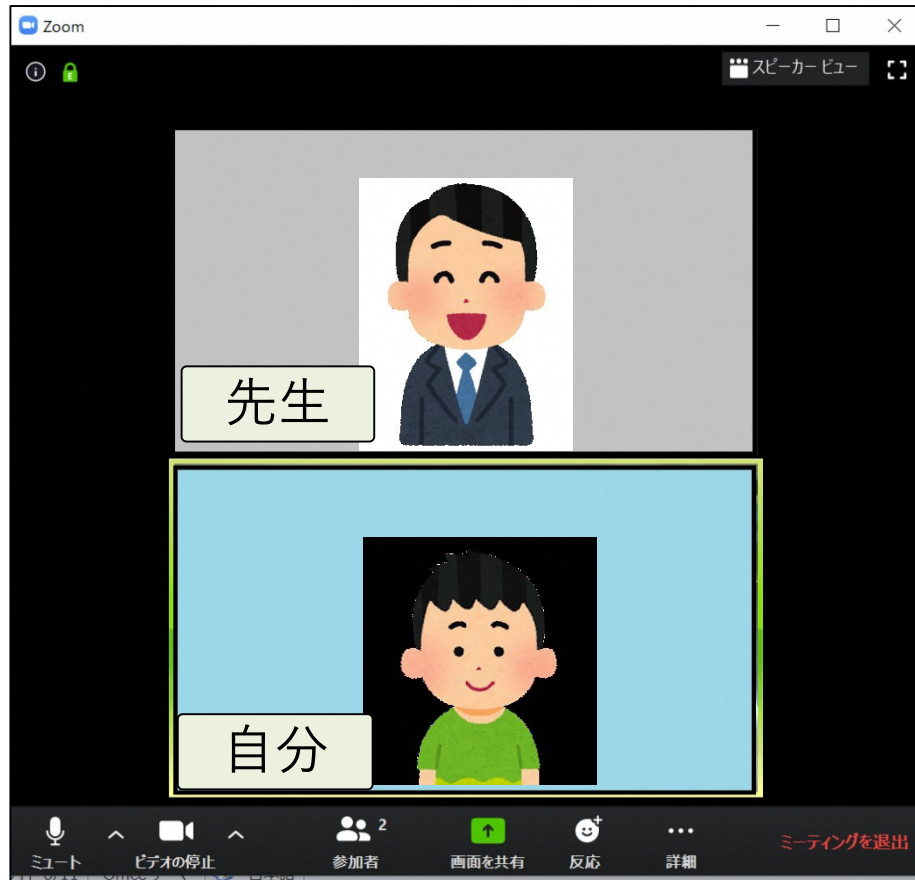 Zoom
スピーカー ビュー
先生
自分
2
ミュート
ビデオの停止
参加者
画面を共有
反応
詳細
ミーティングを退出